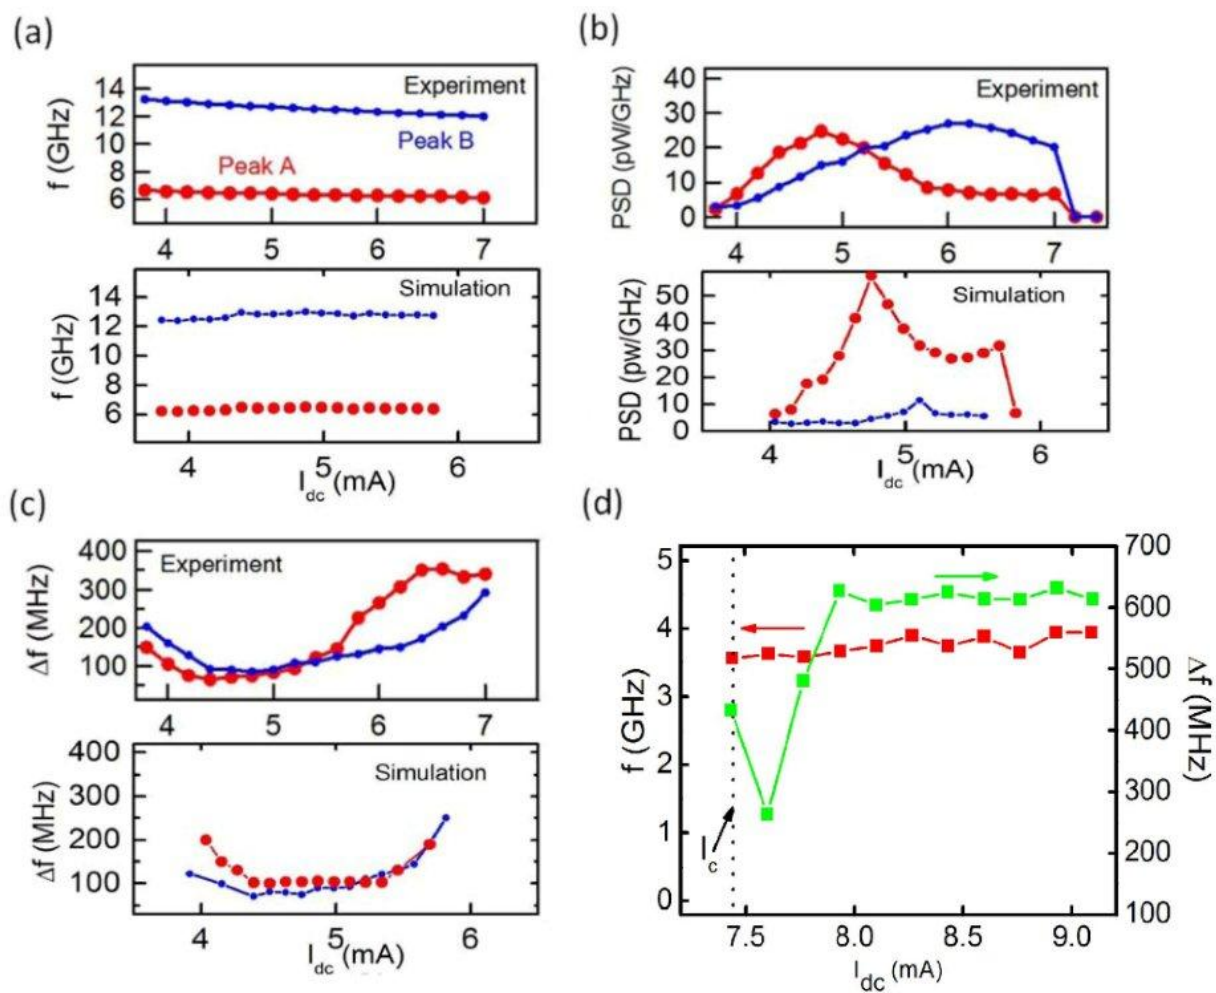 (a)
14
12
10
8
6
f (GHz)
Experiment
Peak B
Peak A
4 5 6 7
14
12
10
8
6
f (GHz)
Simulation
4 5 6
I_dc (mA)
(b)
40
30
20
10
0
PSD (pW/GHz)
Experiment
4 5 6 7
50
40
30
20
10
0
PSD (pw/GHz)
Simulation
4 5 6
I_dc (mA)
(c)
400
300
200
100
Δf (MHz)
Experiment
4 5 6 7
400
300
200
100
Δf (MHz)
Simulation
4 5 6
I_dc (mA)
(d)
5
4
3
2
1
0
f (GHz)
I_c
700
600
500
400
300
200
100
Δf (MHz)
7.5 8.0 8.5 9.0
I_dc (mA)